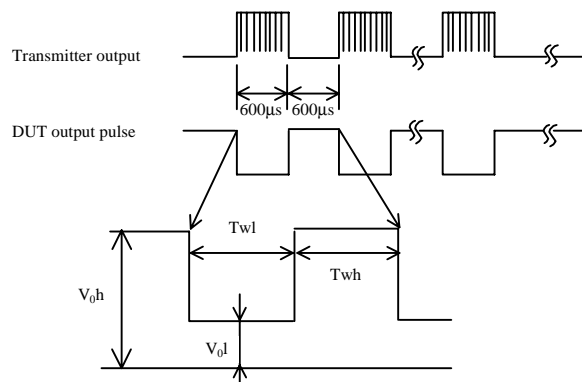 Transmitter output
600μs 600μs
DUT output pulse
Twl
Twh
V₀h
V₀l